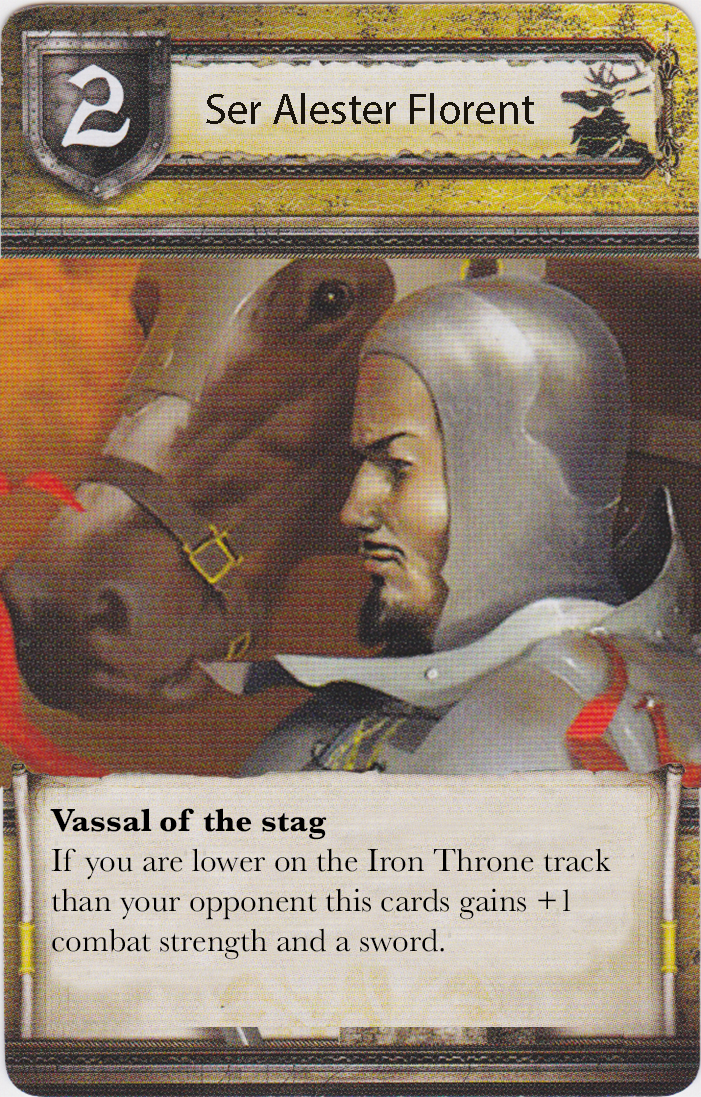 2
Ser Alester Florent
Vassal of the stag
If you are lower on the Iron Throne track
than your opponent this cards gains +1
combat strength and a sword.